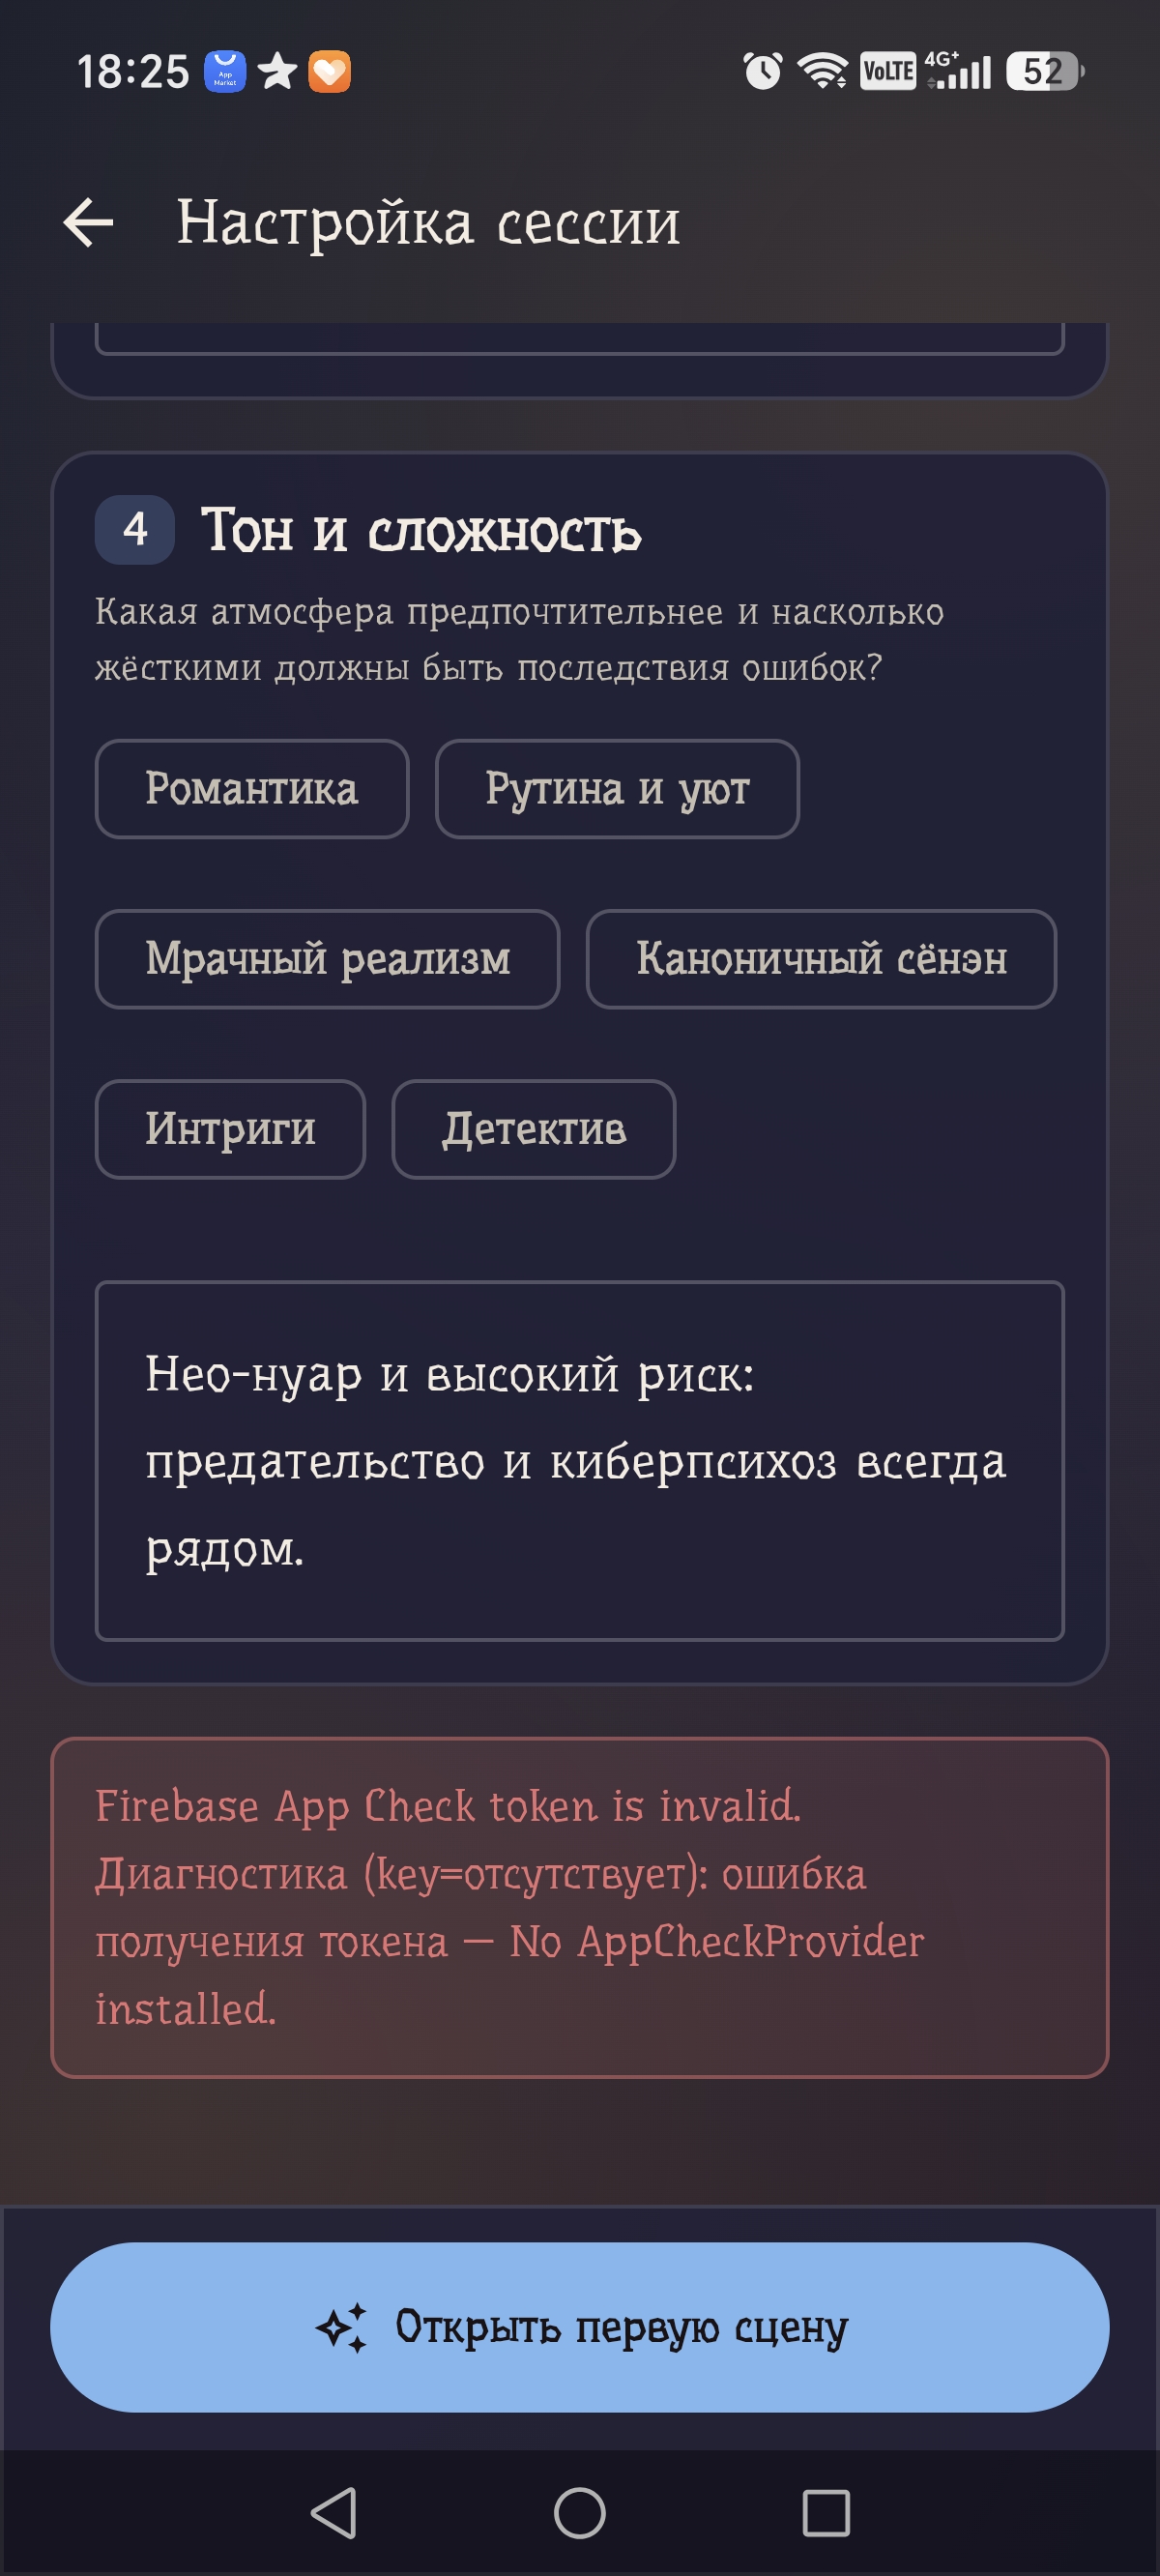 18:25
App
Market
VoLTE
4G+
52
Настройка сессии
4
Тон и сложность
Какая атмосфера предпочтительнее и насколько
жёсткими должны быть последствия ошибок?
Романтика
Рутина и уют
Мрачный реализм
Каноничный сёнэн
Интриги
Детектив
Нео-нуар и высокий риск:
предательство и киберпсихоз всегда
рядом.
Firebase App Check token is invalid.
Диагностика (key=отсутствует): ошибка
получения токена — No AppCheckProvider
installed.
Открыть первую сцену